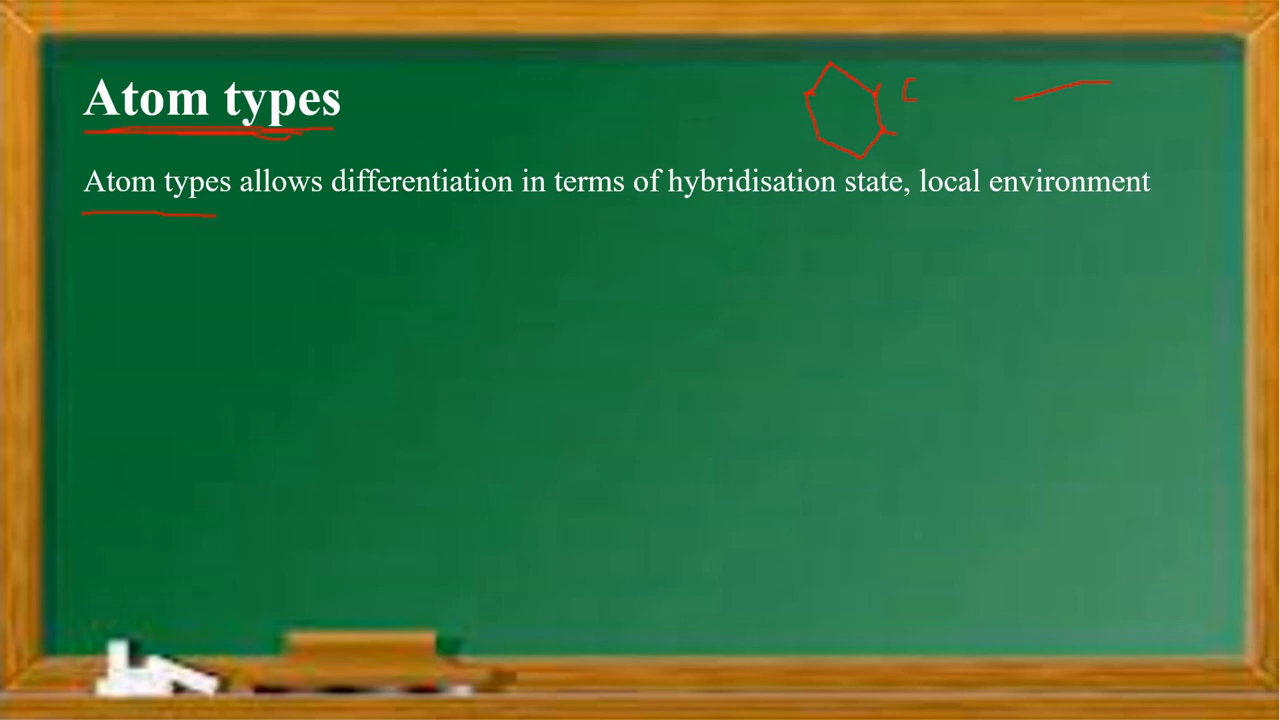 Atom types
C
Atom types allows differentiation in terms of hybridisation state, local environment